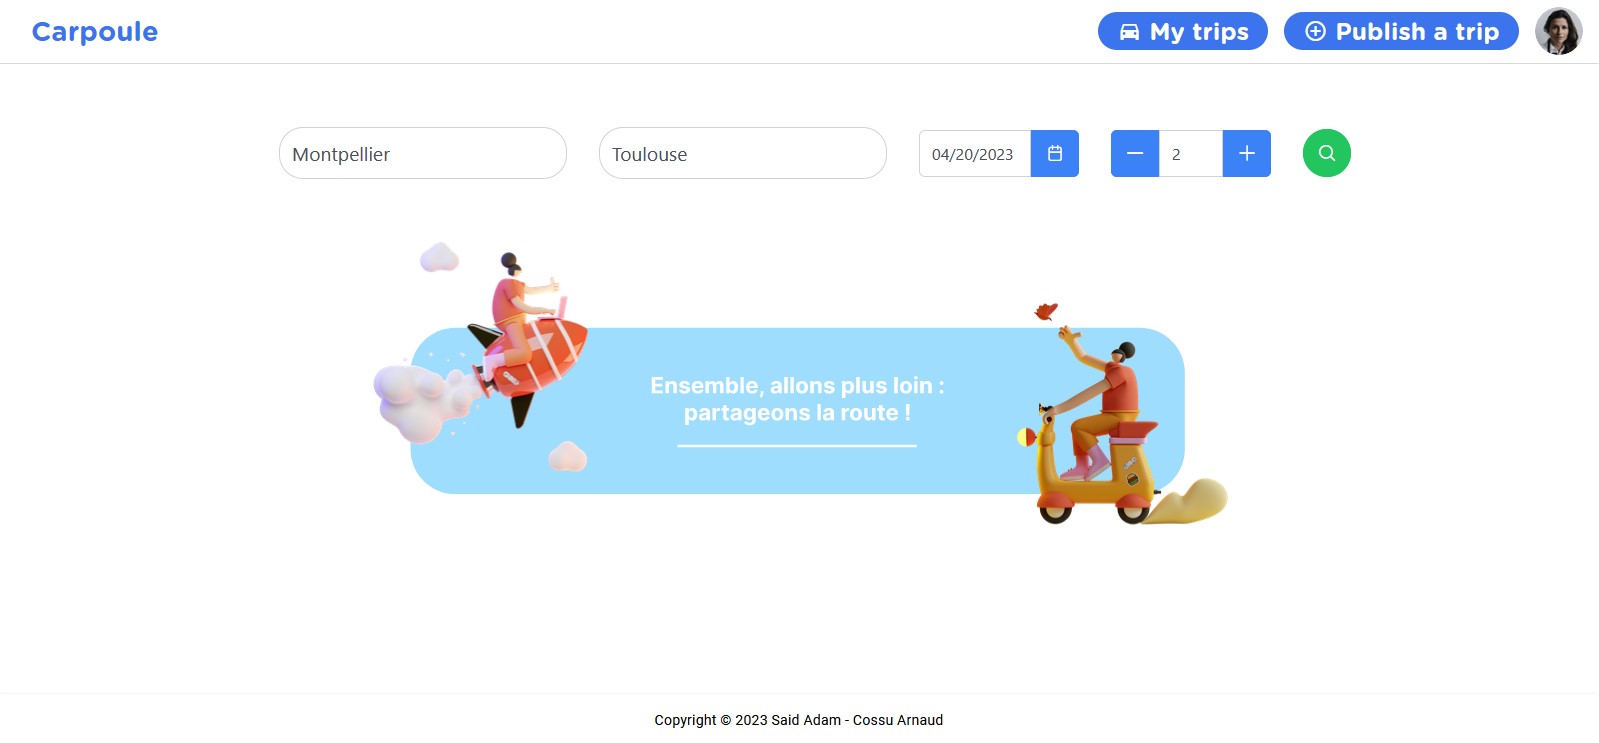 Carpoule
My trips
Publish a trip
Montpellier
Toulouse
04/20/2023
2
Ensemble, allons plus loin :
partageons la route !
Copyright © 2023 Said Adam - Cossu Arnaud